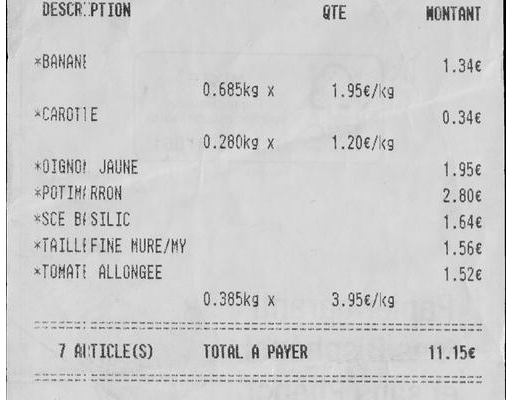 DESCRIPTION QTE MONTANT
*BANANE 1.34€
0.685kg x 1.95€/kg
*CAROTTE 0.34€
0.280kg x 1.20€/kg
*OIGNON JAUNE 1.95€
*POTIMARRON 2.80€
*SCE BASILIC 1.64€
*TAILLEFINE MURE/MY 1.56€
*TOMATE ALLONGEE 1.52€
0.385kg x 3.95€/kg
7 ARTICLE(S) TOTAL A PAYER 11.15€